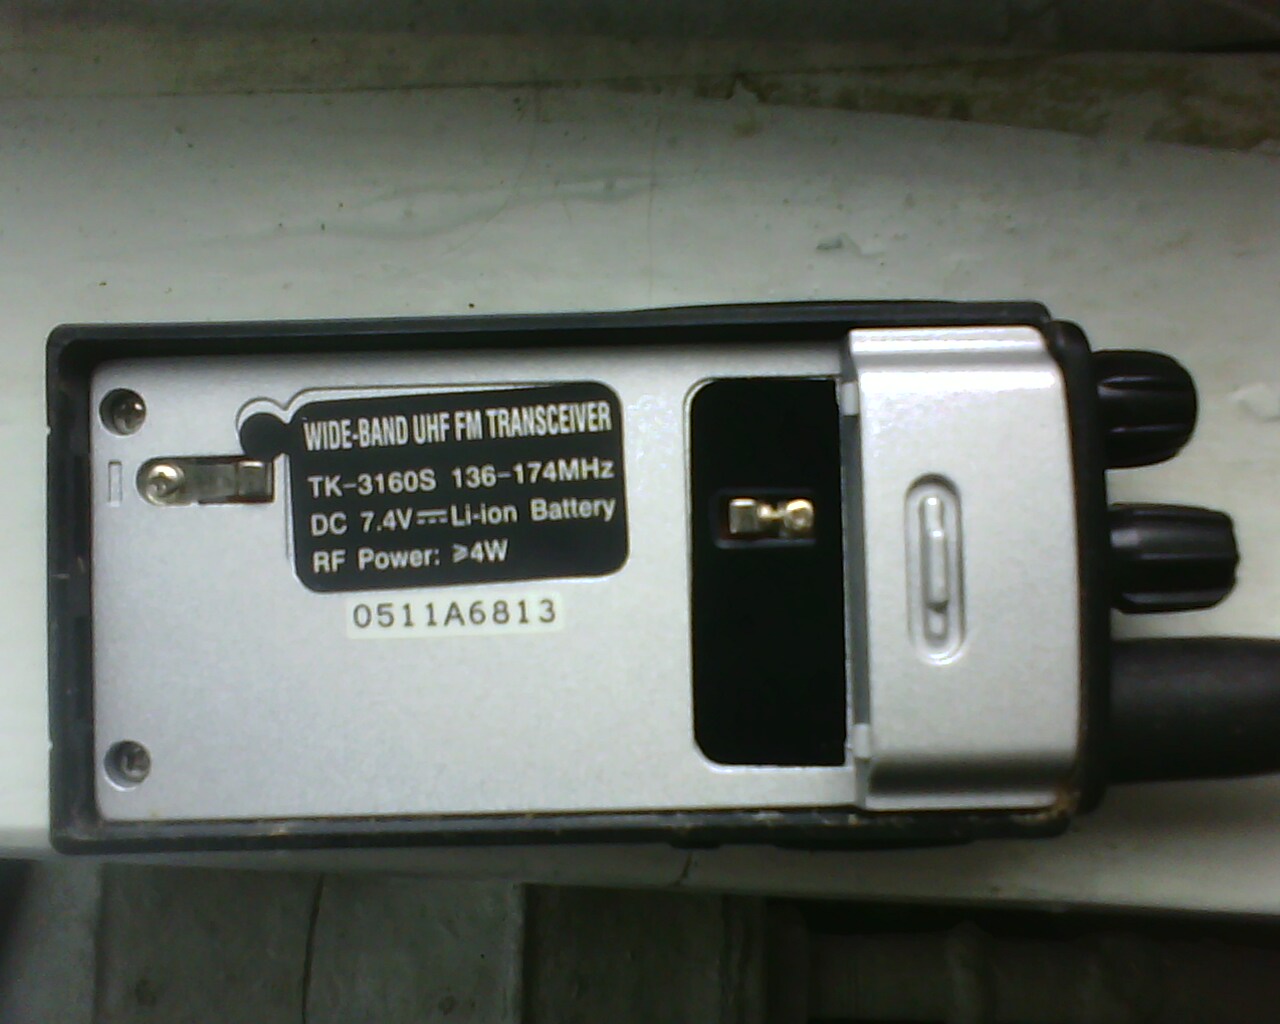 WIDE-BAND UHF FM TRANSCEIVER
TK-3160S 136-174MHz
DC 7.4V⎓Li-ion Battery
RF Power: ⩾4W
0511A6813